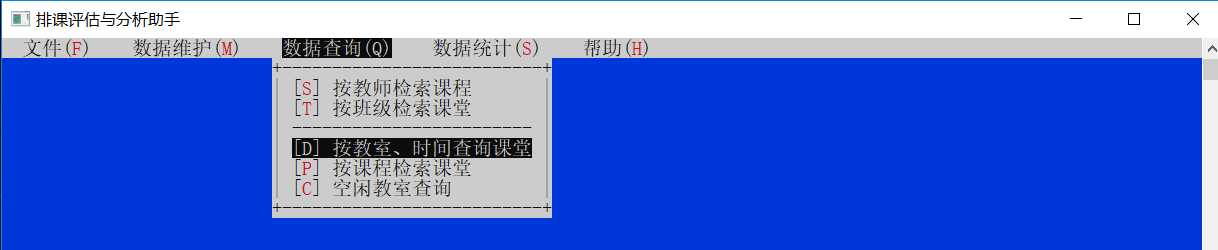 排课评估与分析助手
文件(F) 数据维护(M) 数据查询(Q) 数据统计(S) 帮助(H)
[S] 按教师检索课程
[T] 按班级检索课堂
[D] 按教室、时间查询课堂
[P] 按课程检索课堂
[C] 空闲教室查询